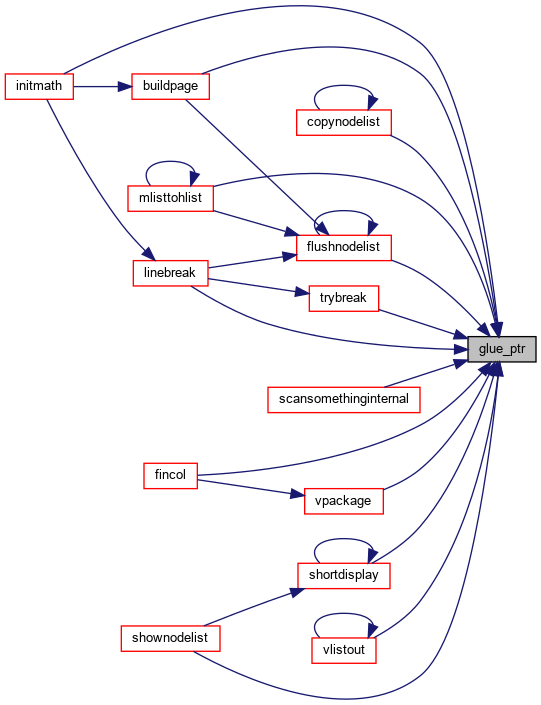 initmath
buildpage
copynodelist
mlisttohlist
flushnodelist
linebreak
trybreak
glue_ptr
scansomethinginternal
fincol
vpackage
shortdisplay
shownodelist
vlistout